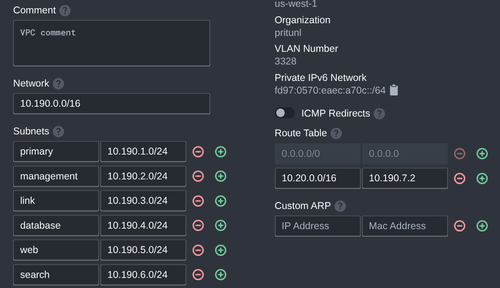 Comment
VPC comment
Network
10.190.0.0/16
Subnets
primary 10.190.1.0/24
management 10.190.2.0/24
link 10.190.3.0/24
database 10.190.4.0/24
web 10.190.5.0/24
search 10.190.6.0/24
us-west-1
Organization
pritunl
VLAN Number
3328
Private IPv6 Network
fd97:0570:eaec:a70c::/64
ICMP Redirects
Route Table
0.0.0.0/0 0.0.0.0
10.20.0.0/16 10.190.7.2
Custom ARP
IP Address Mac Address